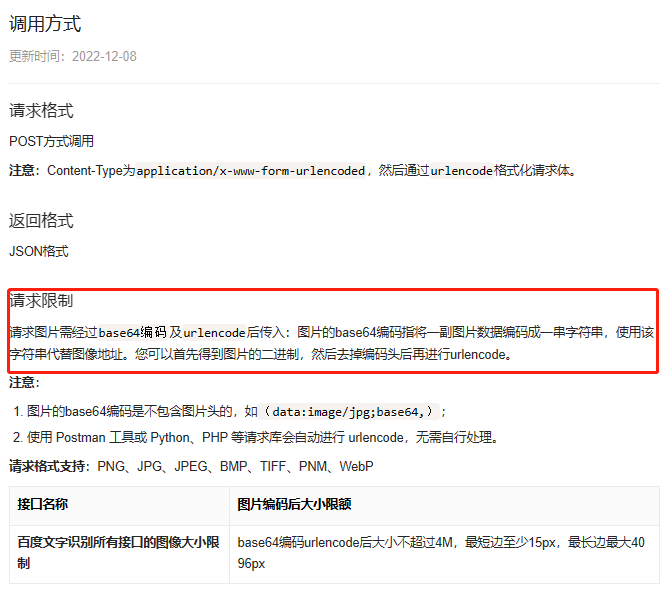 调用方式
更新时间：2022-12-08
请求格式
POST方式调用
注意：Content-Type为application/x-www-form-urlencoded，然后通过urlencode格式化请求体。
返回格式
JSON格式
请求限制
请求图片需经过base64编码及urlencode后传入：图片的base64编码指将一副图片数据编码成一串字符串，使用该
字符串代替图像地址。您可以首先得到图片的二进制，然后去掉编码头后再进行urlencode。
注意：
1. 图片的base64编码是不包含图片头的，如（data:image/jpg;base64,）；
2. 使用 Postman 工具或 Python、PHP 等请求库会自动进行 urlencode，无需自行处理。
请求格式支持：PNG、JPG、JPEG、BMP、TIFF、PNM、WebP
接口名称 图片编码后大小限额
百度文字识别所有接口的图像大小限 base64编码urlencode后大小不超过4M，最短边至少15px，最长边最大40
制 96px